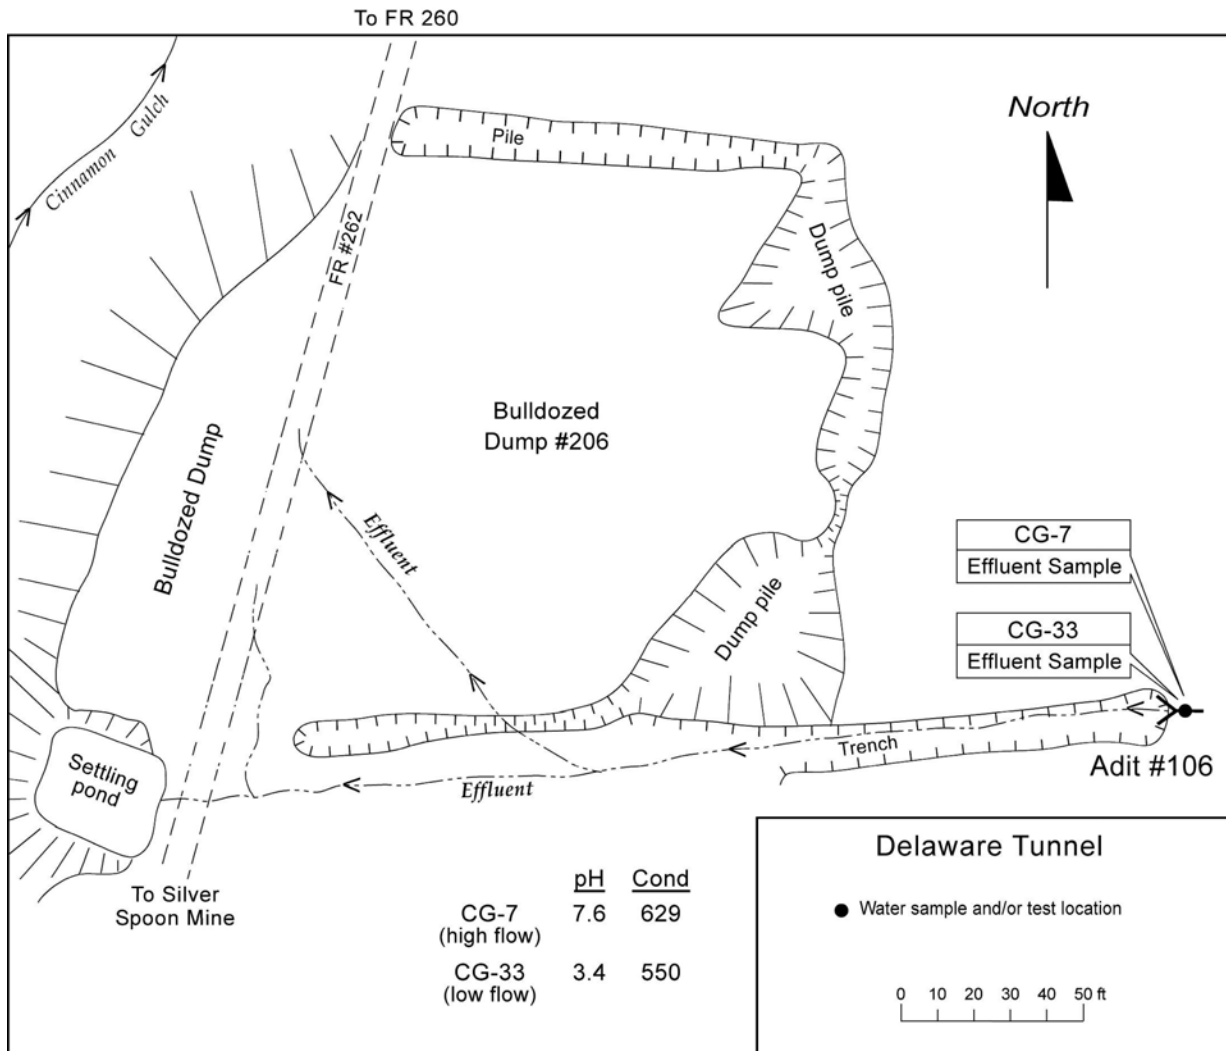 To FR 260
Cinnamon Gulch
Pile
North
FR #262
Dump pile
Bulldozed
Dump #206
Bulldozed Dump
Effluent
CG-7
Effluent Sample
Dump pile
CG-33
Effluent Sample
Trench
Adit #106
Settling
pond
Effluent
To Silver
Spoon Mine
pH Cond
CG-7 7.6 629
(high flow)
CG-33 3.4 550
(low flow)
Delaware Tunnel
Water sample and/or test location
0 10 20 30 40 50 ft